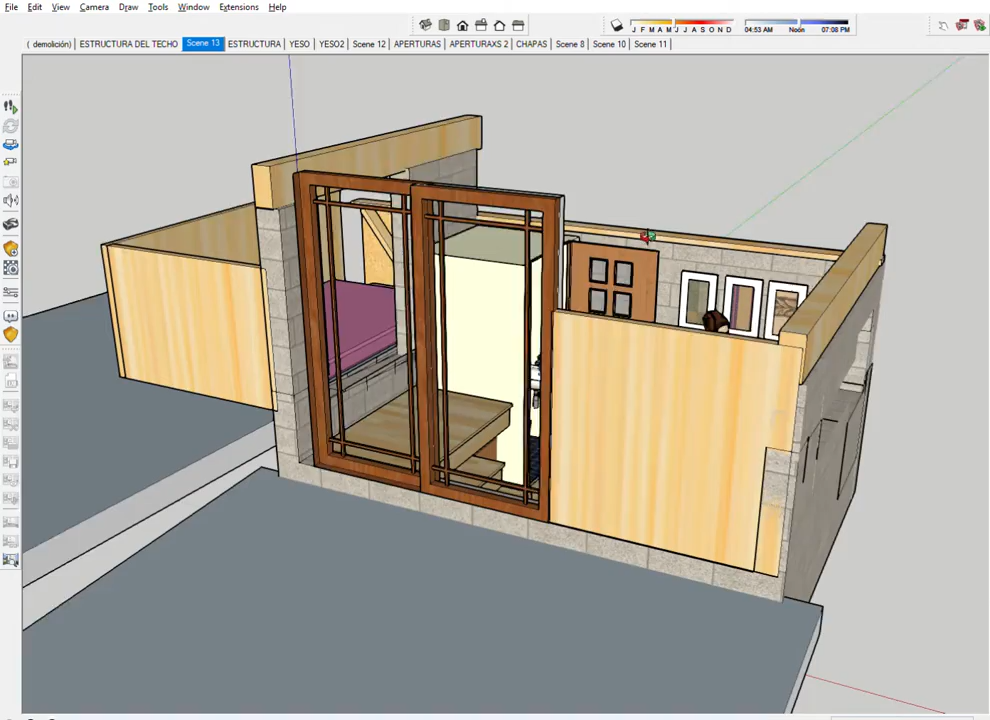 File Edit View Camera Draw Tools Window Extensions Help
J F M A M J J A S O N D
04:53 AM Noon 07:08 PM
( demolición) ESTRUCTURA DEL TECHO Scene 13 ESTRUCTURA YESO YESO2 Scene 12 APERTURAS APERTURAXS 2 CHAPAS Scene 8 Scene 10 Scene 11